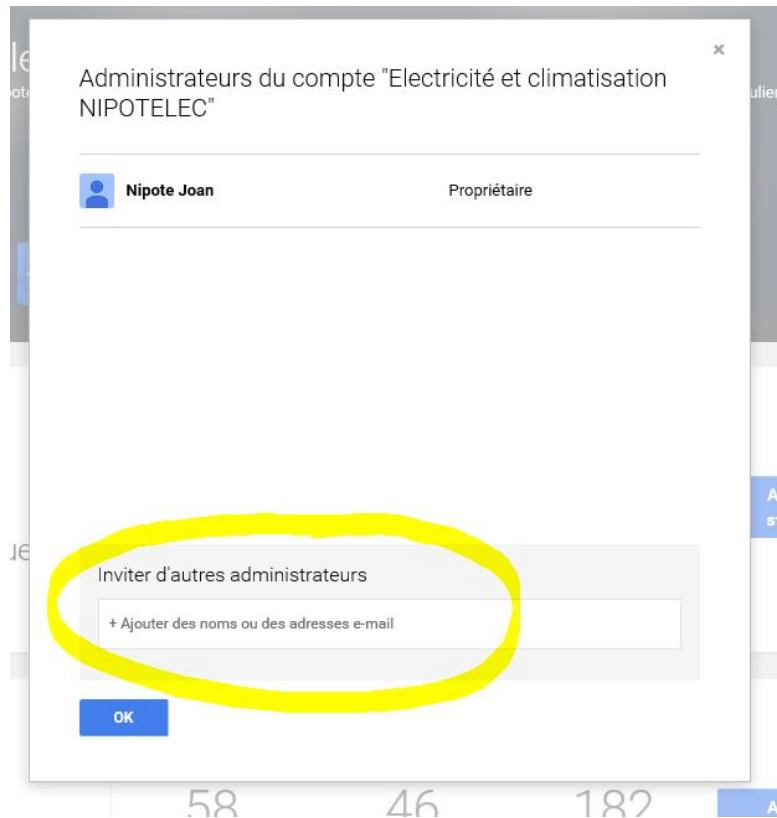 ×
Administrateurs du compte "Electricité et climatisation
NIPOTELEC"
Nipote Joan Propriétaire
Inviter d'autres administrateurs
+ Ajouter des noms ou des adresses e-mail
OK
58 46 182